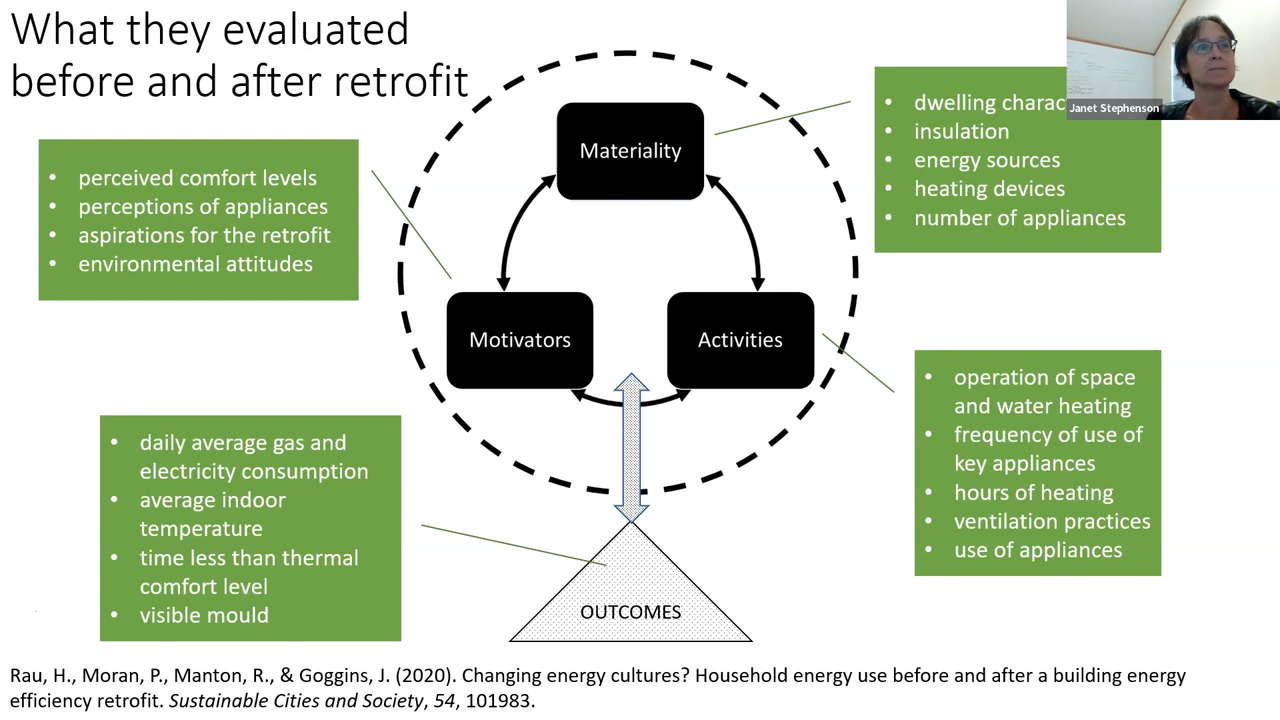 What they evaluated
before and after retrofit
Janet Stephenson
• perceived comfort levels
• perceptions of appliances
• aspirations for the retrofit
• environmental attitudes
Materiality
• dwelling
• insulation
• energy sources
• heating devices
• number of appliances
Motivators
Activities
• operation of space
and water heating
• frequency of use of
key appliances
• hours of heating
• ventilation practices
• use of appliances
• daily average gas and
electricity consumption
• average indoor
temperature
• time less than thermal
comfort level
• visible mould
OUTCOMES
Rau, H., Moran, P., Manton, R., & Goggins, J. (2020). Changing energy cultures? Household energy use before and after a building energy
efficiency retrofit. Sustainable Cities and Society, 54, 101983.